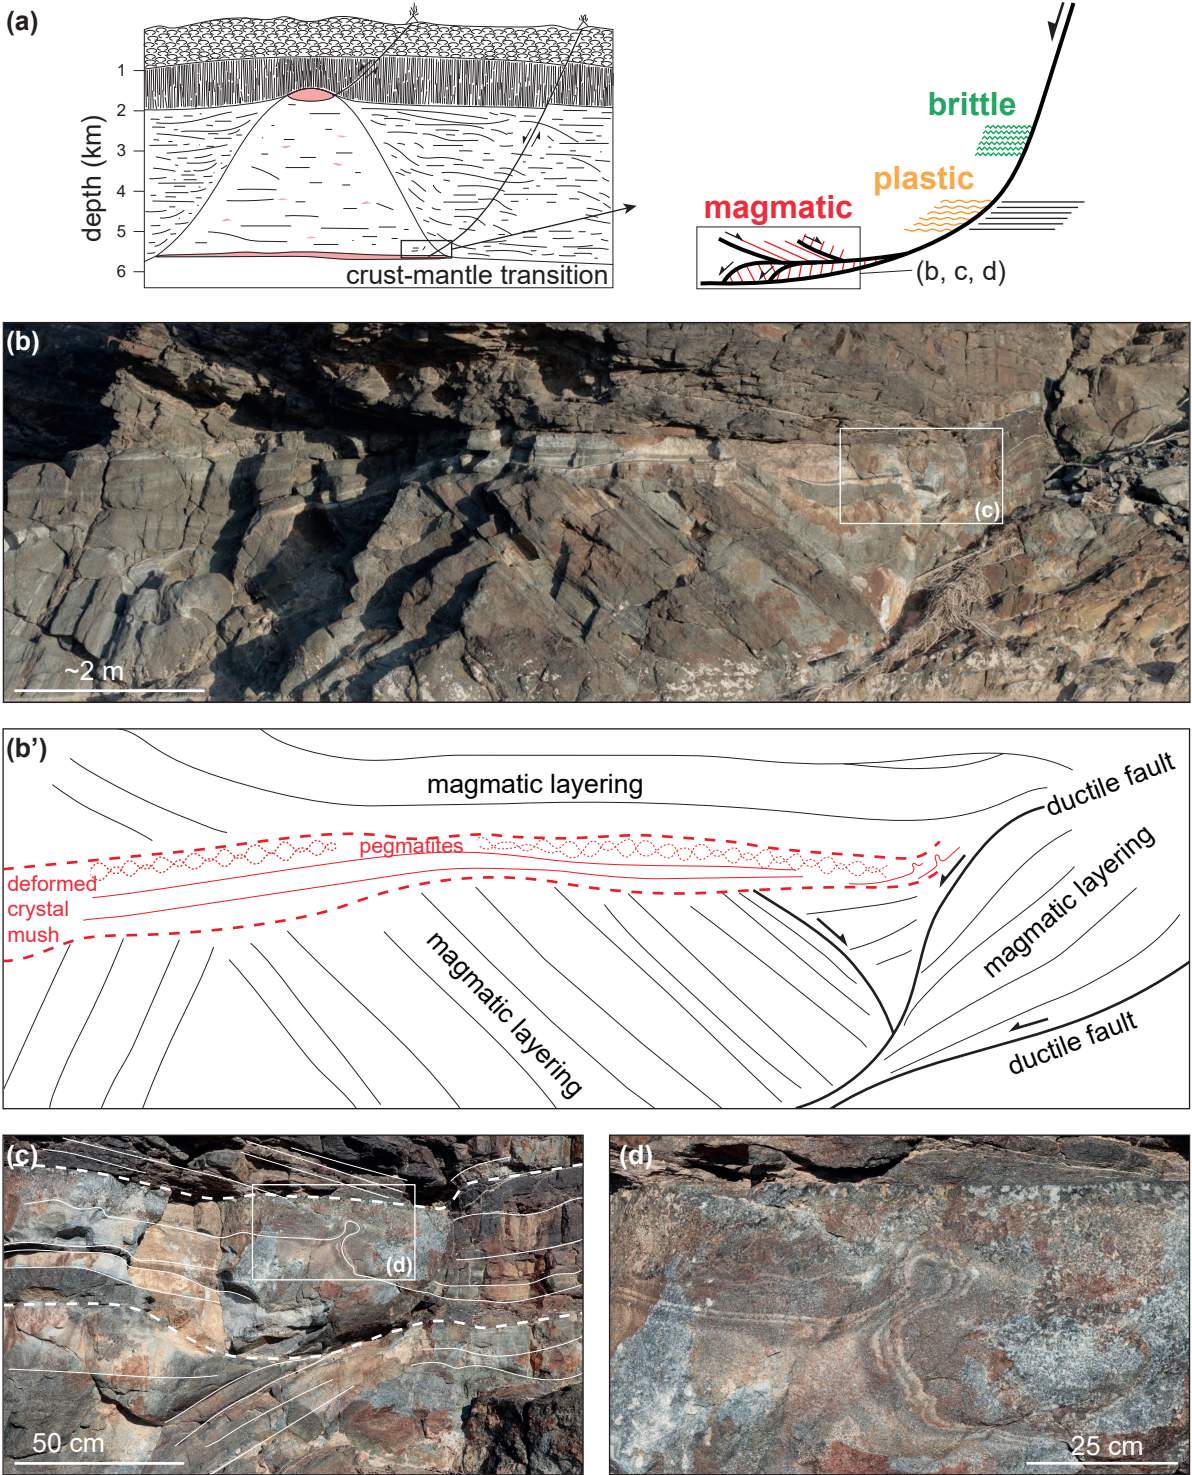 (a)
1
2
3
4
5
6
depth (km)
crust-mantle transition
brittle
plastic
magmatic
(b, c, d)
(b)
(c)
~2 m
(b’)
magmatic layering
ductile fault
pegmatites
deformed
crystal
mush
magmatic layering
magmatic layering
ductile fault
(c)
(d)
50 cm
(d)
25 cm